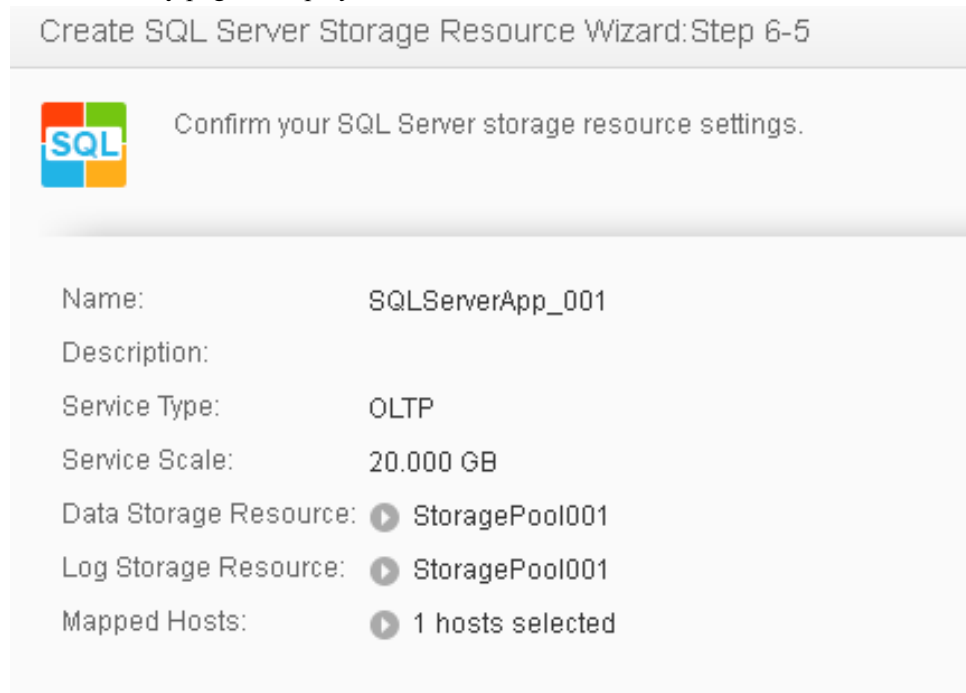 Create SQL Server Storage Resource Wizard:Step 6-5
SQL
Confirm your SQL Server storage resource settings.
Name: SQLServerApp_001
Description:
Service Type: OLTP
Service Scale: 20.000 GB
Data Storage Resource: StoragePool001
Log Storage Resource: StoragePool001
Mapped Hosts: 1 hosts selected